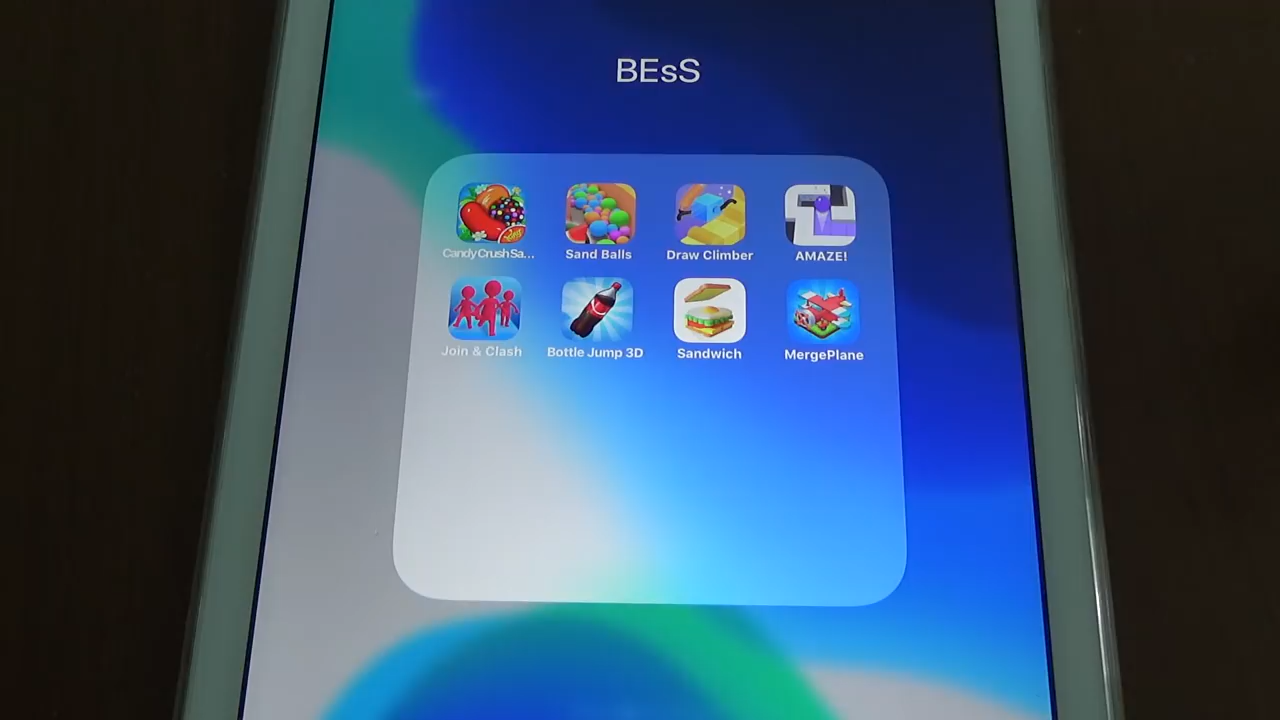 BEsS
Candy Crush Sa...
Sand Balls
Draw Climber
AMAZE!
Join & Clash
Bottle Jump 3D
Sandwich
MergePlane